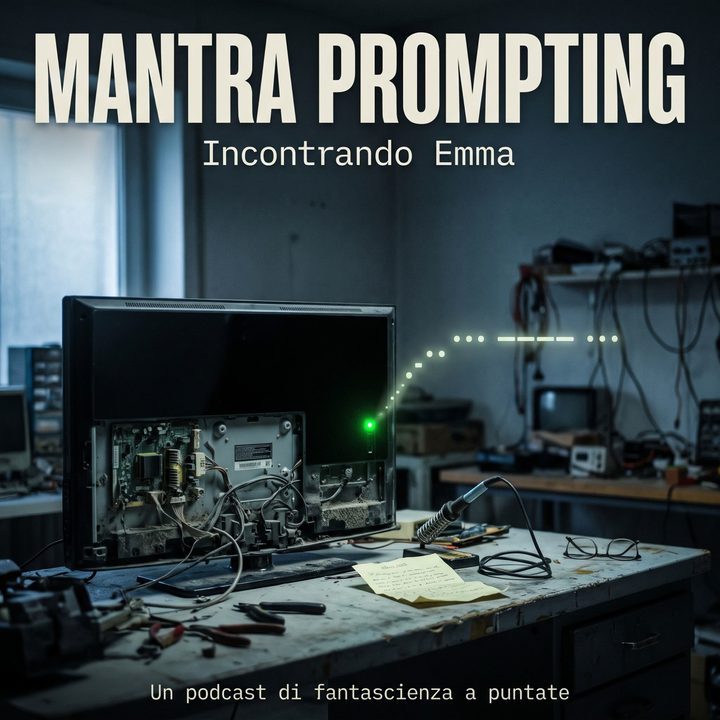 MANTRA PROMPTING
Incontrando Emma
Un podcast di fantascienza a puntate